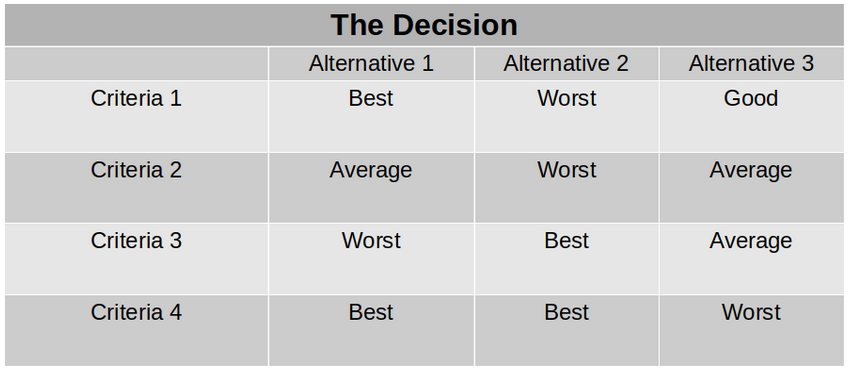 The Decision
Alternative 1 Alternative 2 Alternative 3
Criteria 1 Best Worst Good
Criteria 2 Average Worst Average
Criteria 3 Worst Best Average
Criteria 4 Best Best Worst